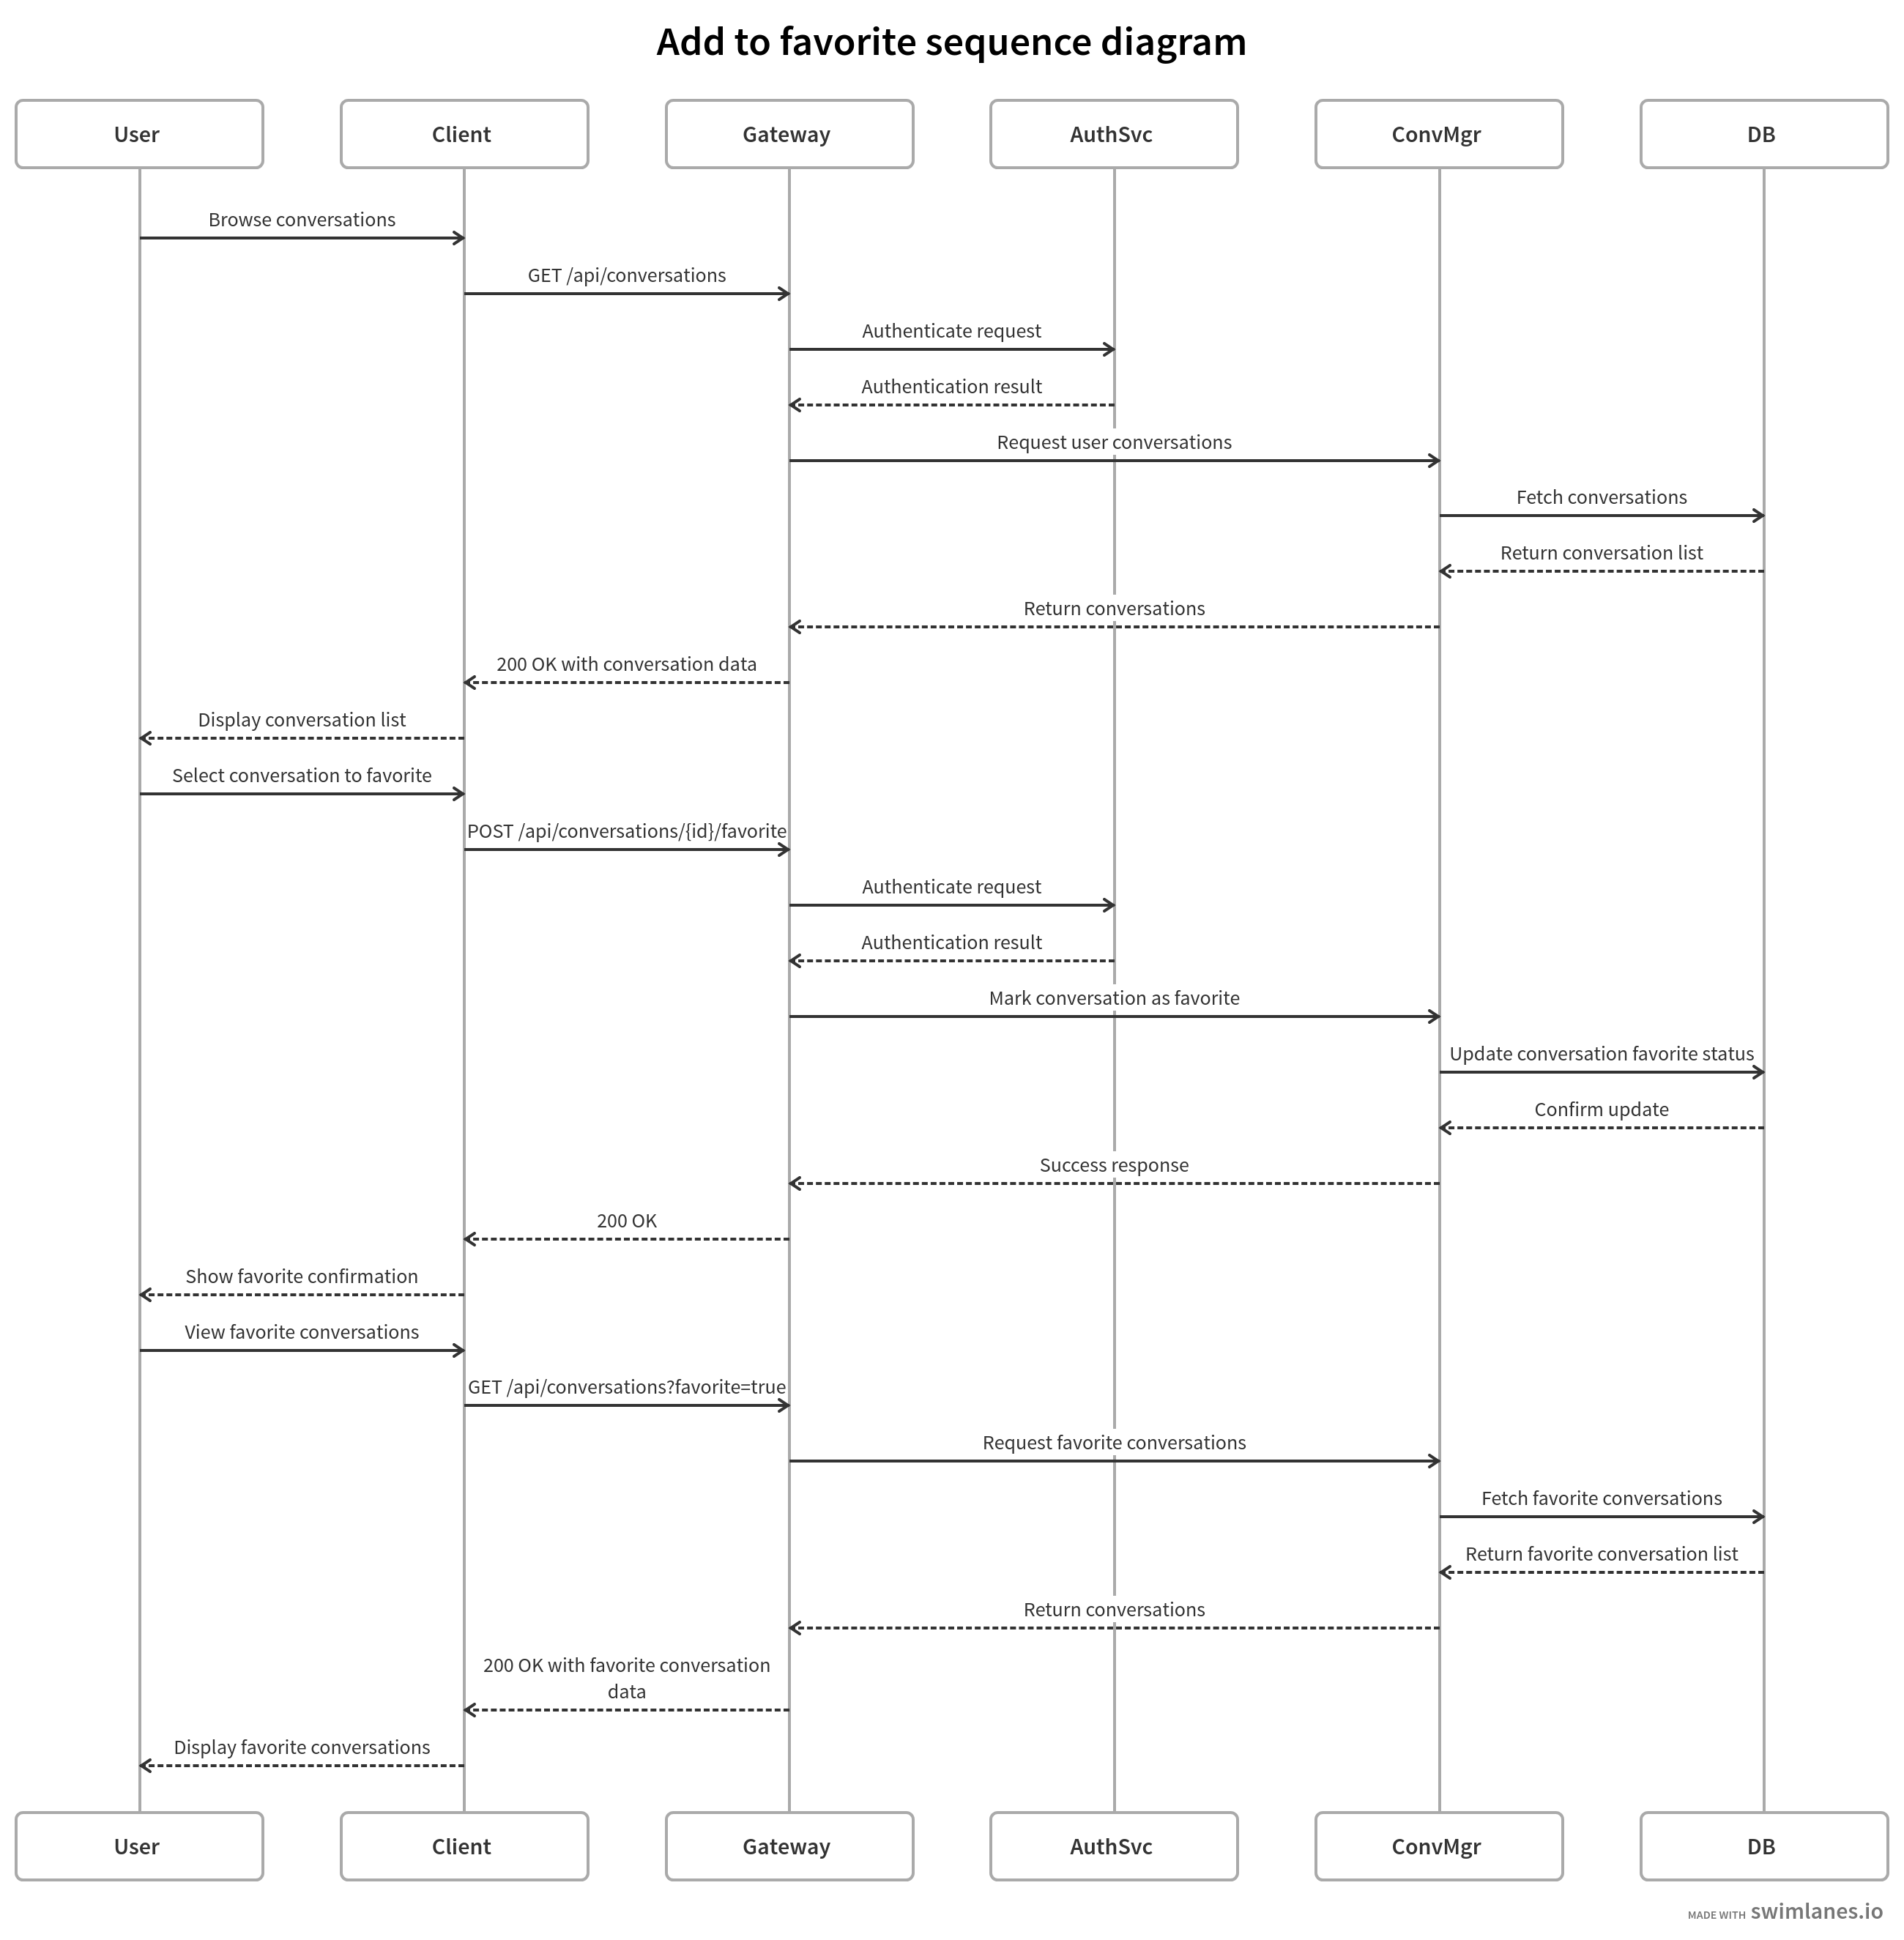 Add to favorite sequence diagram
User
Client
Gateway
AuthSvc
ConvMgr
DB
Browse conversations
GET /api/conversations
Authenticate request
Authentication result
Request user conversations
Fetch conversations
Return conversation list
Return conversations
200 OK with conversation data
Display conversation list
Select conversation to favorite
POST /api/conversations/{id}/favorite
Authenticate request
Authentication result
Mark conversation as favorite
Update conversation favorite status
Confirm update
Success response
200 OK
Show favorite confirmation
View favorite conversations
GET /api/conversations?favorite=true
Request favorite conversations
Fetch favorite conversations
Return favorite conversation list
Return conversations
200 OK with favorite conversation
data
Display favorite conversations
User
Client
Gateway
AuthSvc
ConvMgr
DB
MADE WITH swimlanes.io